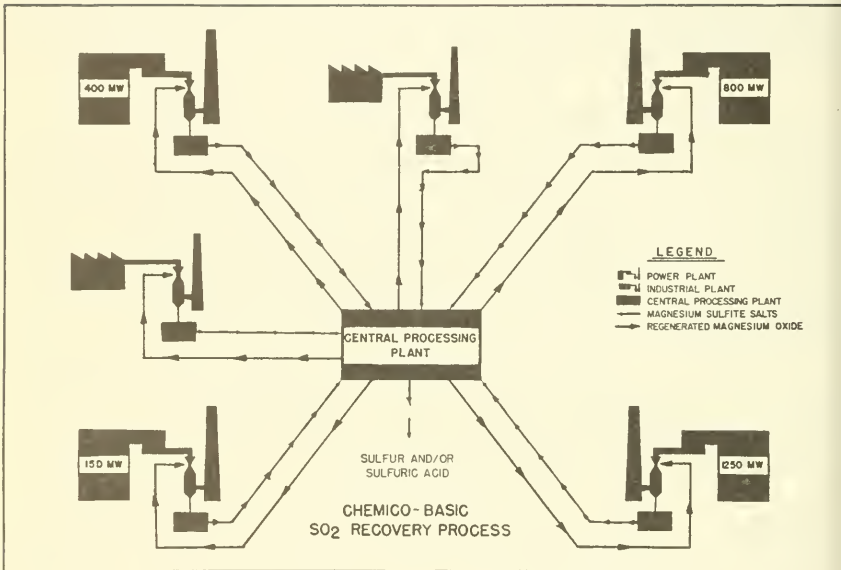 400 MW
800 MW
LEGEND
POWER PLANT
INDUSTRIAL PLANT
CENTRAL PROCESSING PLANT
MAGNESIUM SULFITE SALTS
REGENERATED MAGNESIUM OXIDE
CENTRAL PROCESSING
PLANT
150 MW
1250 MW
SULFUR AND/OR
SULFURIC ACID
CHEMICO-BASIC
SO2 RECOVERY PROCESS